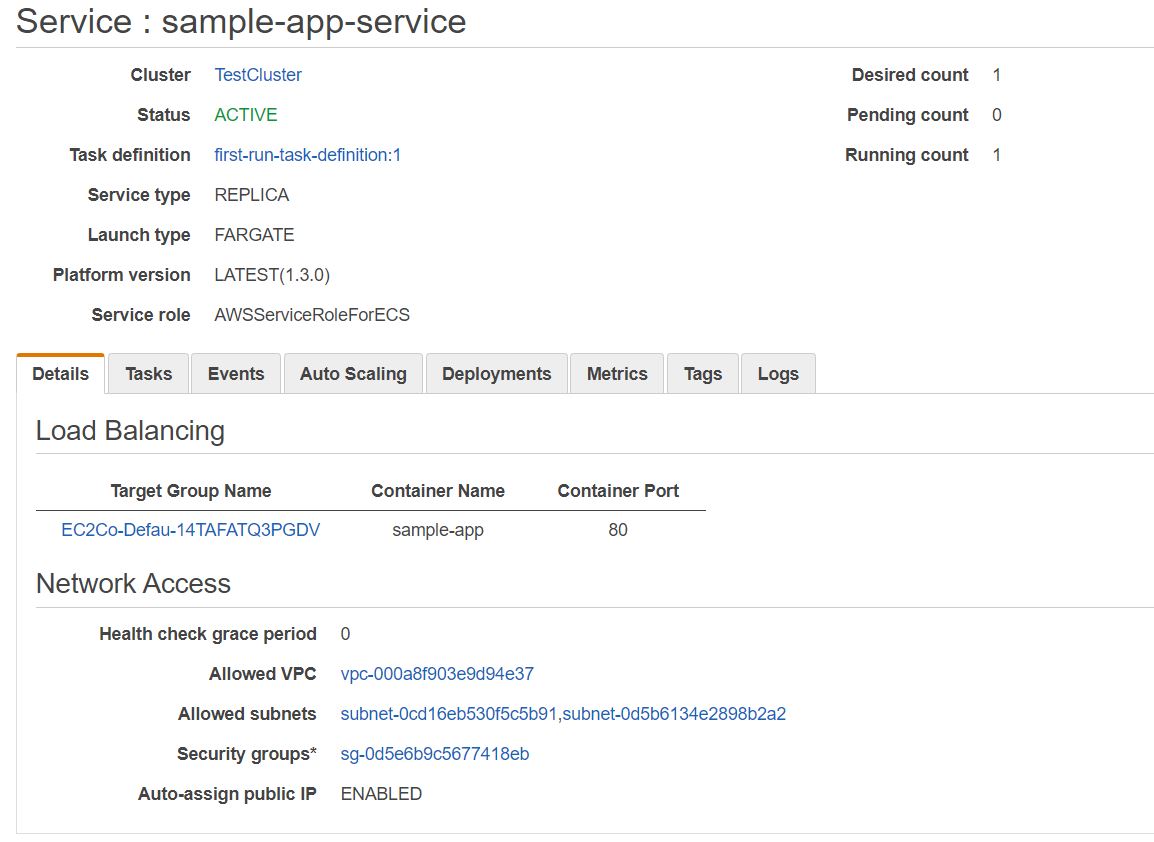 Service : sample-app-service
Cluster TestCluster Desired count 1
Status ACTIVE Pending count 0
Task definition first-run-task-definition:1 Running count 1
Service type REPLICA
Launch type FARGATE
Platform version LATEST(1.3.0)
Service role AWSServiceRoleForECS
Details Tasks Events Auto Scaling Deployments Metrics Tags Logs
Load Balancing
Target Group Name Container Name Container Port
EC2Co-Defau-14TAFATQ3PGDV sample-app 80
Network Access
Health check grace period 0
Allowed VPC vpc-000a8f903e9d94e37
Allowed subnets subnet-0cd16eb530f5c5b91,subnet-0d5b6134e2898b2a2
Security groups* sg-0d5e6b9c5677418eb
Auto-assign public IP ENABLED